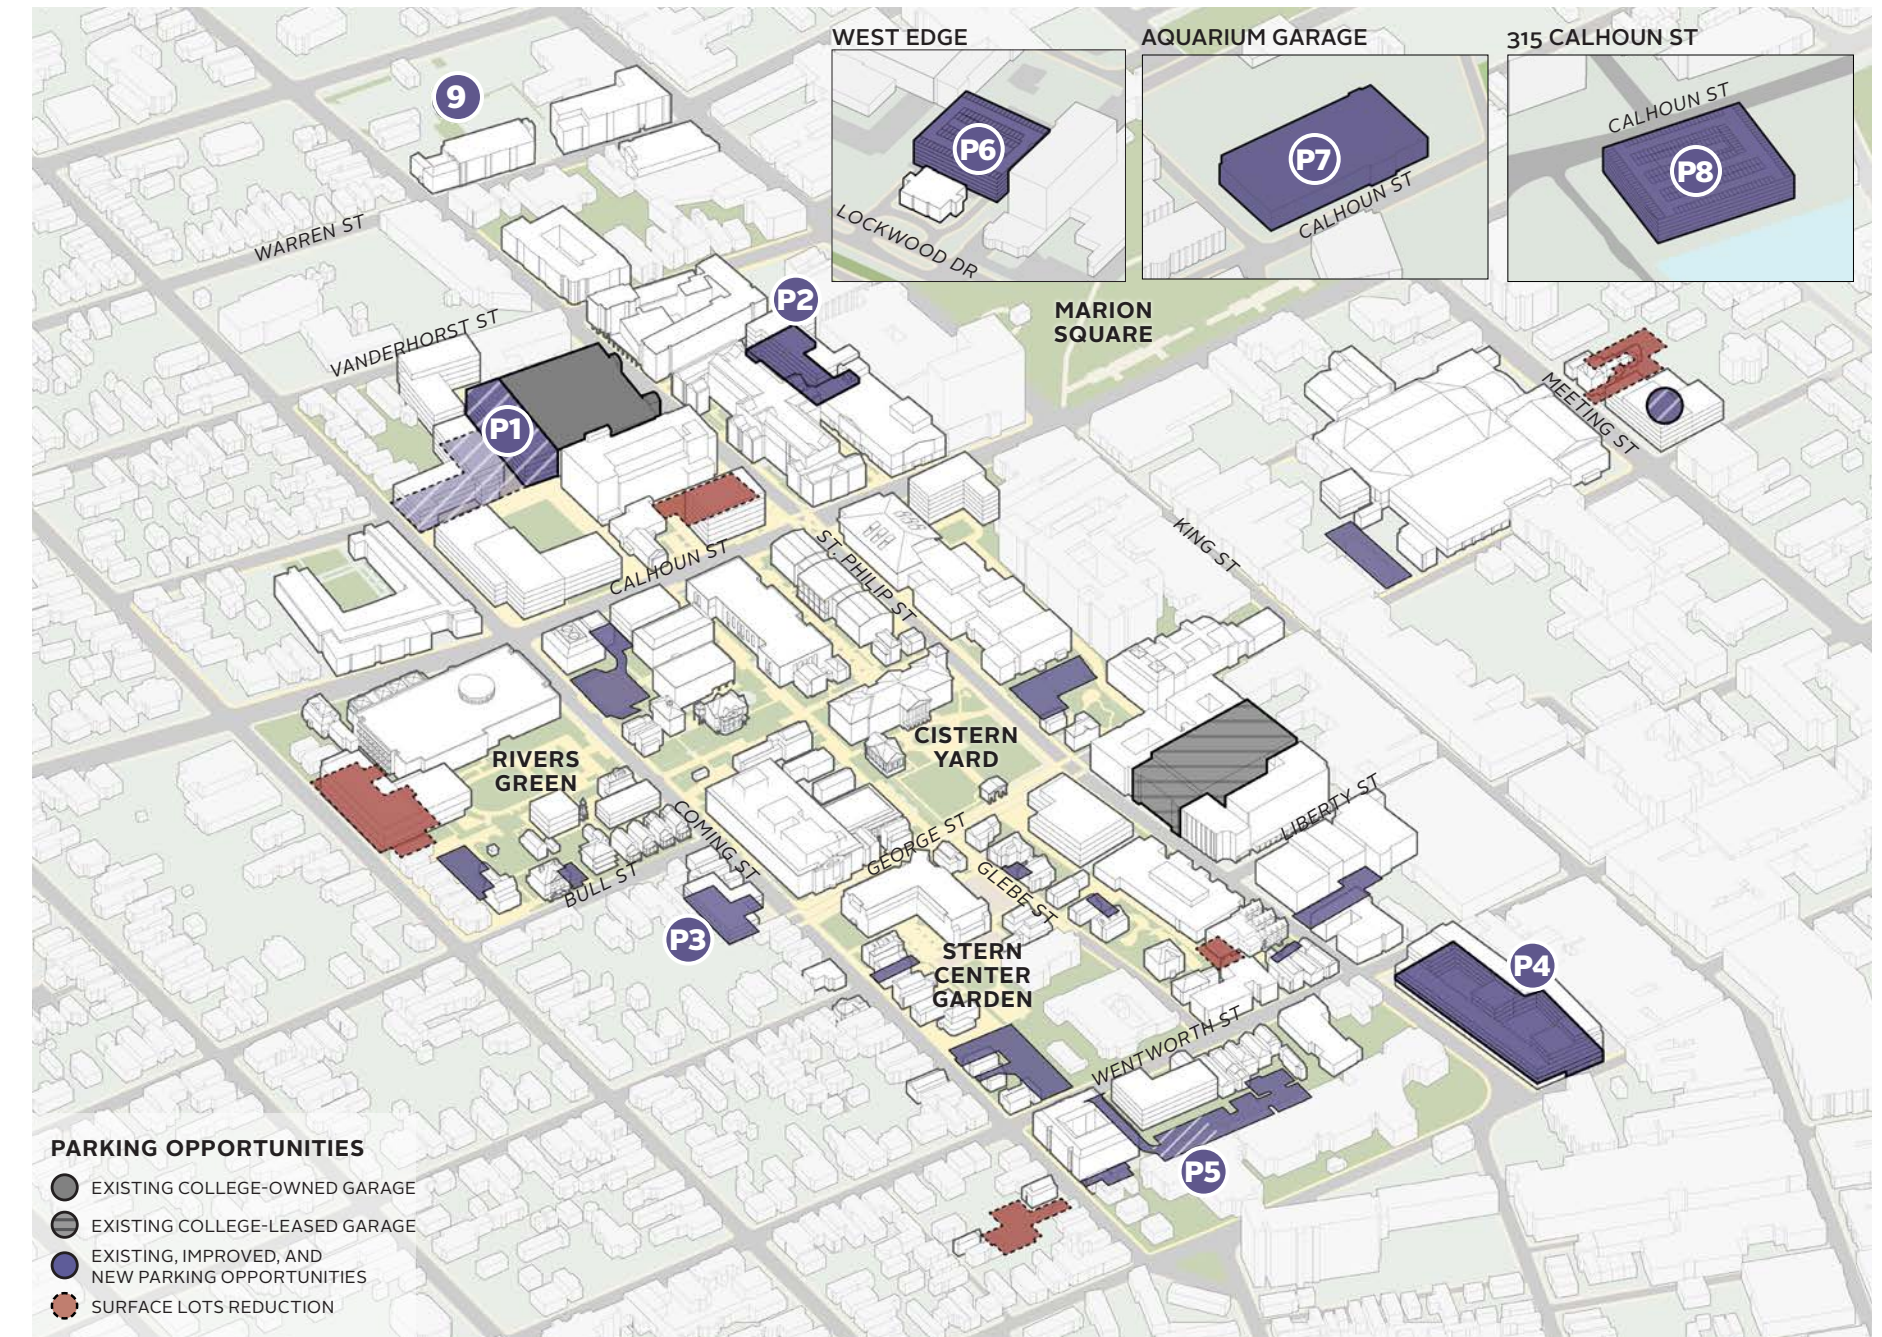 WEST EDGE
AQUARIUM GARAGE
315 CALHOUN ST
9
P6
LOCKWOOD DR
P7
CALHOUN ST
CALHOUN ST
P8
WARREN ST
VANDERHORST ST
P2
MARION
SQUARE
MEETING ST
P1
KING ST
ST. PHILIP ST
CALHOUN ST
RIVERS
GREEN
CISTERN
YARD
COMING ST
GEORGE ST
LIBERTY ST
BULL ST
GLEBE ST
P3
STERN
CENTER
GARDEN
P4
WENTWORTH ST
P5
PARKING OPPORTUNITIES
EXISTING COLLEGE-OWNED GARAGE
EXISTING COLLEGE-LEASED GARAGE
EXISTING, IMPROVED, AND
NEW PARKING OPPORTUNITIES
SURFACE LOTS REDUCTION